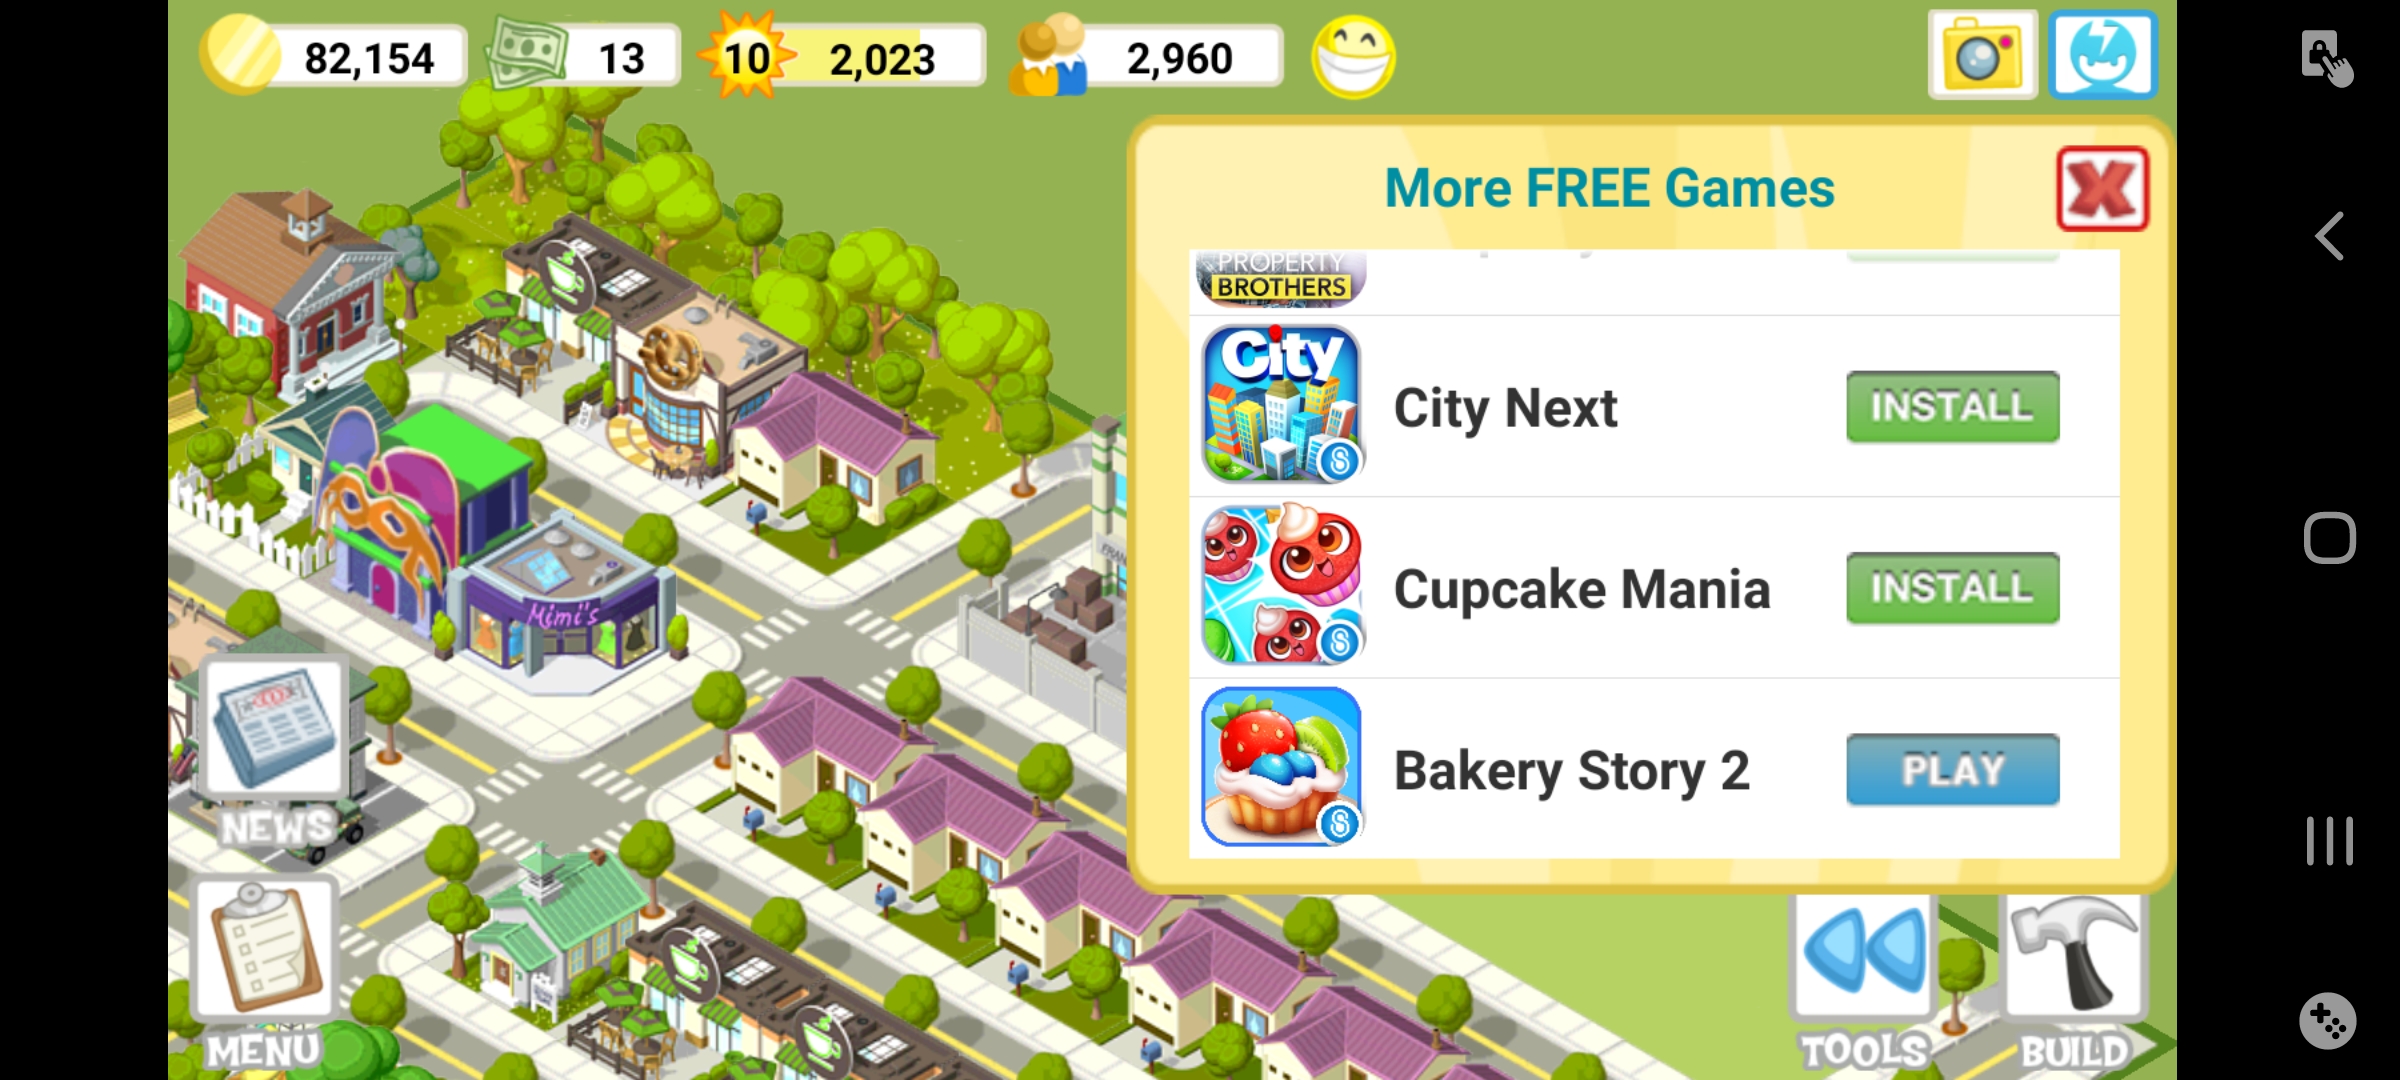 82,154
13
10
2,023
2,960
More FREE Games
PROPERTY
BROTHERS
City
City Next
INSTALL
Cupcake Mania
INSTALL
Bakery Story 2
PLAY
Mimi's
NEWS
MENU
TOOLS
BUILD